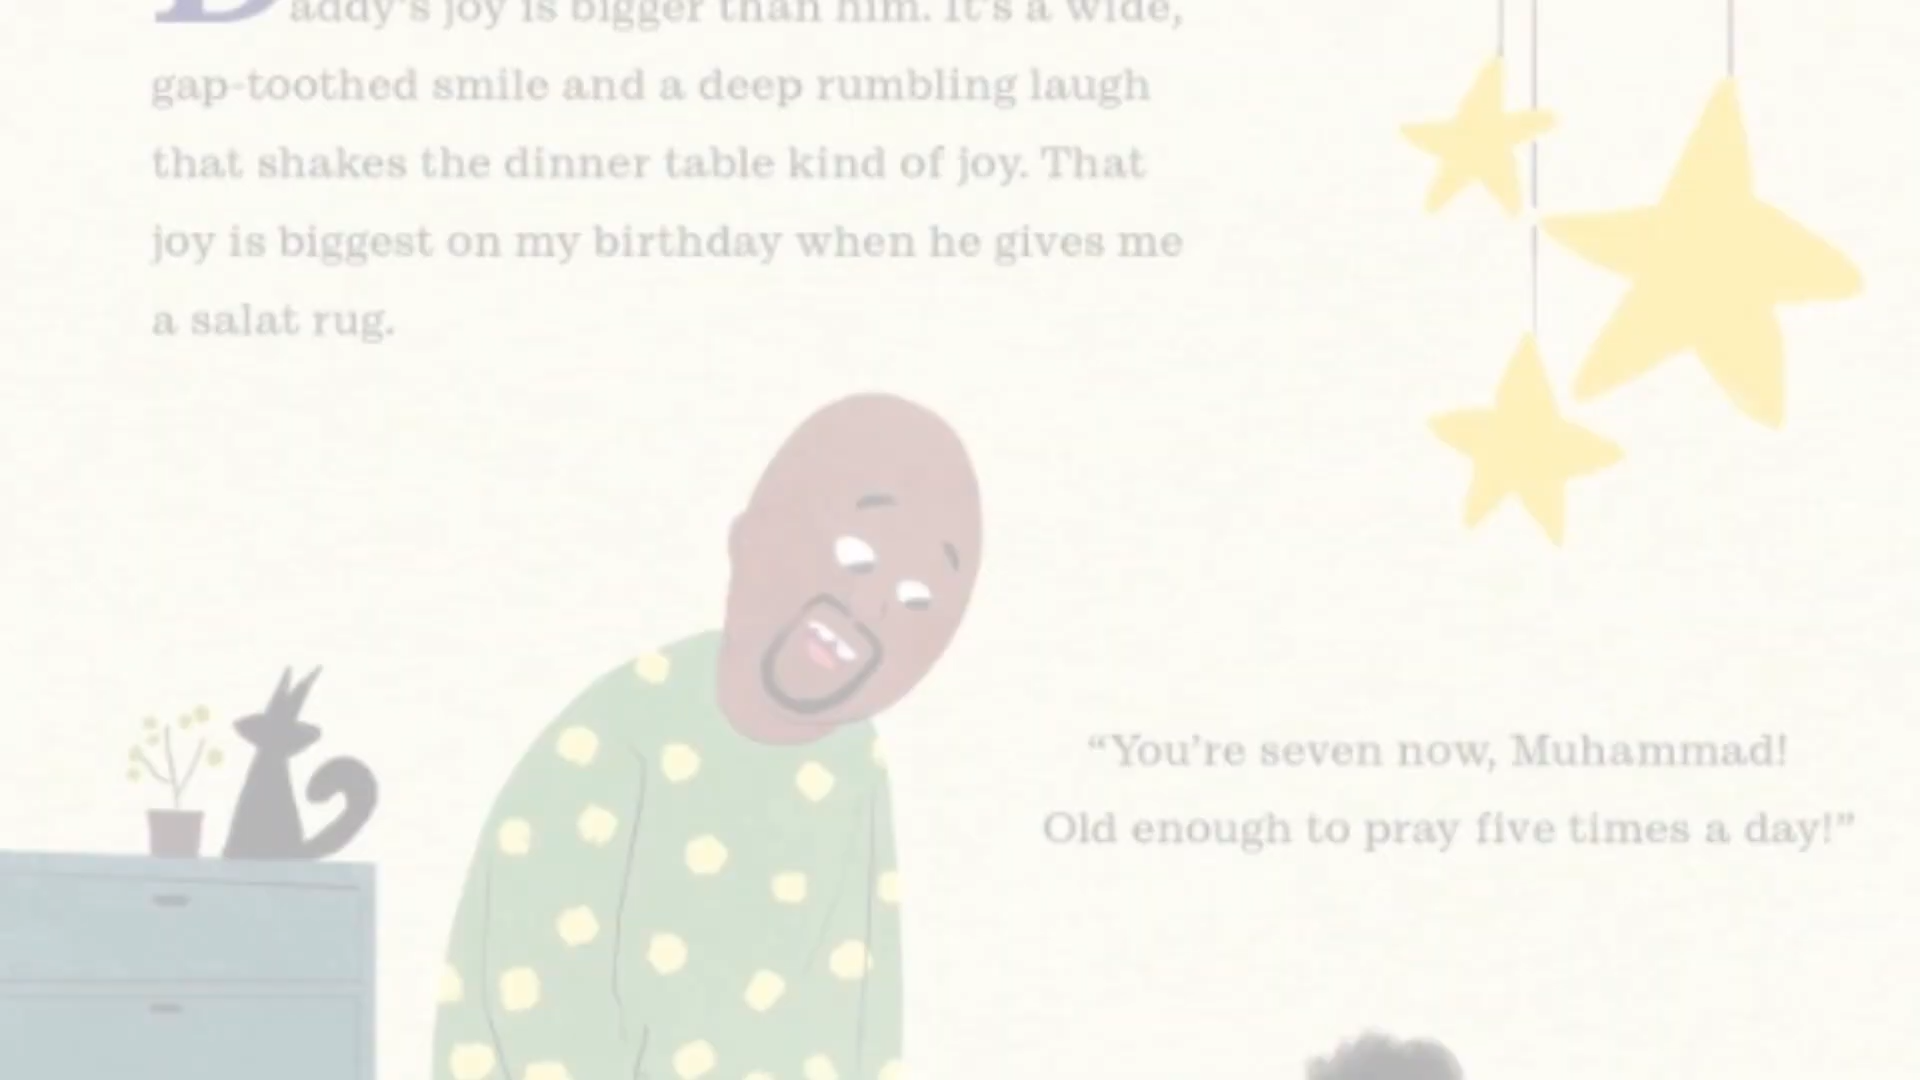 Daddy's joy is bigger than him. It's a wide,
gap-toothed smile and a deep rumbling laugh
that shakes the dinner table kind of joy. That
joy is biggest on my birthday when he gives me
a salat rug.
“You're seven now, Muhammad!
Old enough to pray five times a day!”